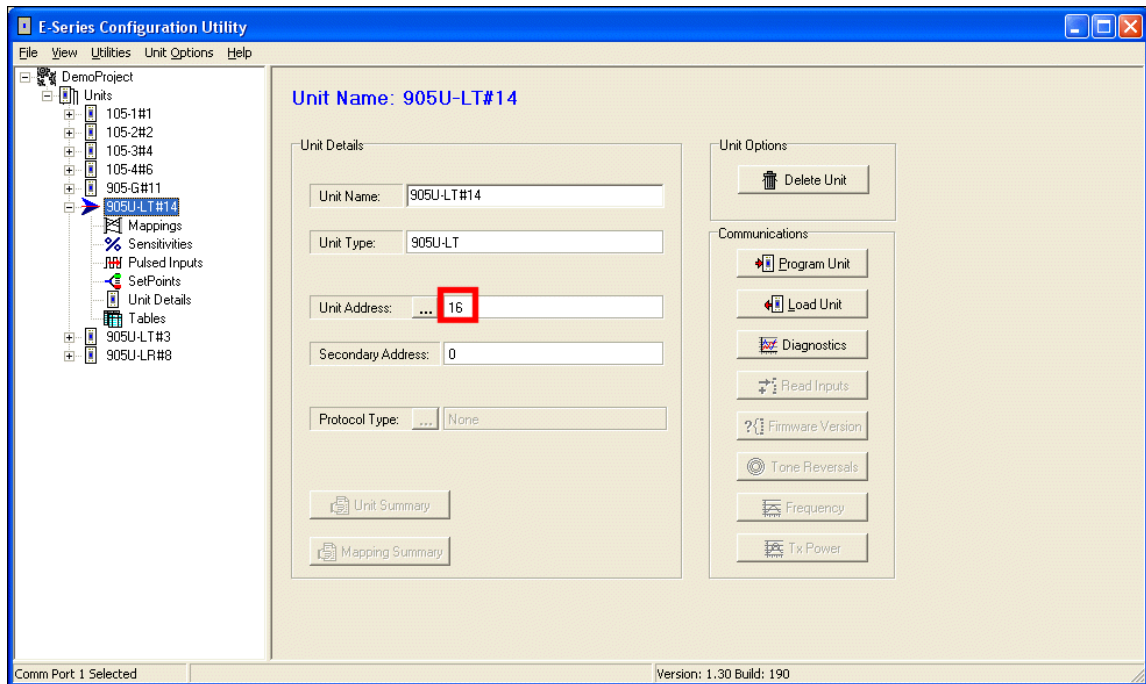 E-Series Configuration Utility
File View Utilities Unit Options Help
DemoProject
Units
105-1#1
105-2#2
105-3#4
105-4#6
905-G#11
905U-LT#14
Mappings
Sensitivities
Pulsed Inputs
SetPoints
Unit Details
Tables
905U-LT#3
905U-LR#8
Unit Name: 905U-LT#14
Unit Details
Unit Name: 905U-LT#14
Unit Type: 905U-LT
Unit Address: ... 16
Secondary Address: 0
Protocol Type: ... None
Unit Summary
Mapping Summary
Unit Options
Delete Unit
Communications
Program Unit
Load Unit
Diagnostics
Read Inputs
Firmware Version
Tone Reversals
Frequency
Tx Power
Comm Port 1 Selected
Version: 1.30 Build: 190